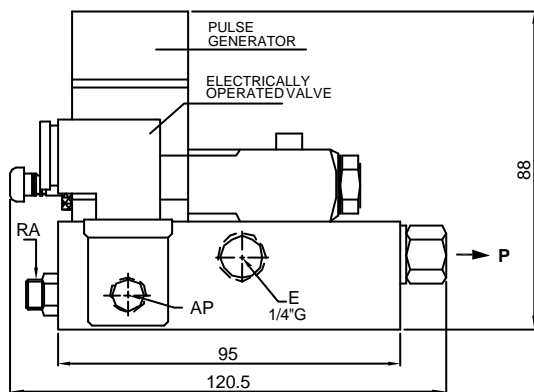 PULSE
GENERATOR
ELECTRICALLY
OPERATED VALVE
88
RA
P
AP
E
1/4"G
95
120.5